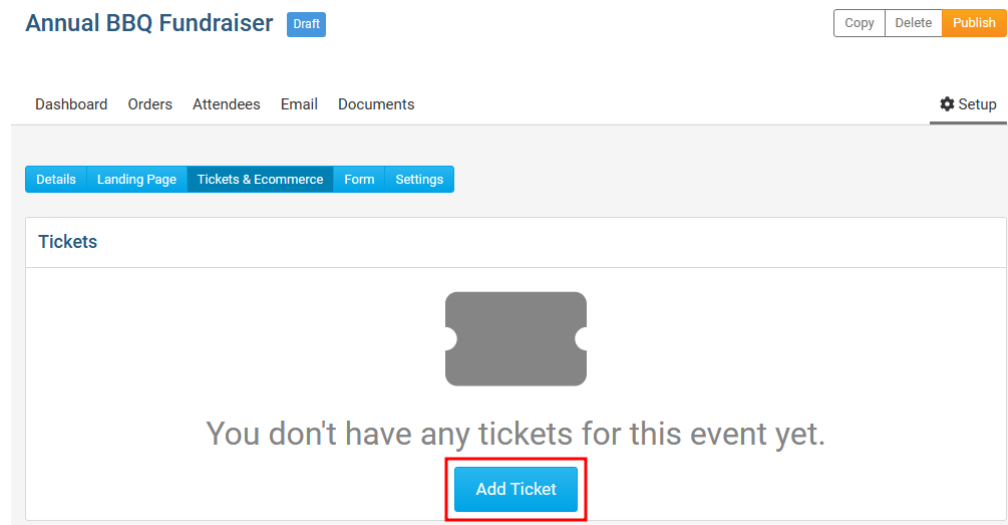 Annual BBQ Fundraiser Draft Copy Delete Publish
Dashboard Orders Attendees Email Documents Setup
Details Landing Page Tickets & Ecommerce Form Settings
Tickets
You don't have any tickets for this event yet.
Add Ticket